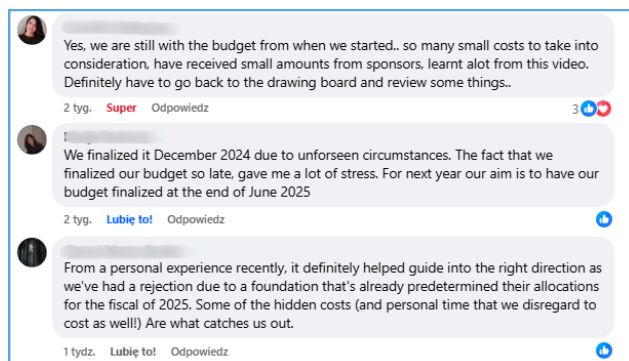 Yes, we are still with the budget from when we started.. so many small costs to take into
consideration, have received small amounts from sponsors, learnt alot from this video.
Definitely have to go back to the drawing board and review some things..
2 tyg. Super Odpowiedz 3
We finalized it December 2024 due to unforseen circumstances. The fact that we
finalized our budget so late, gave me a lot of stress. For next year our aim is to have our
budget finalized at the end of June 2025
2 tyg. Lubię to! Odpowiedz
From a personal experience recently, it definitely helped guide into the right direction as
we've had a rejection due to a foundation that's already predetermined their allocations
for the fiscal of 2025. Some of the hidden costs (and personal time that we disregard to
cost as well!) Are what catches us out.
1 tydz. Lubię to! Odpowiedz